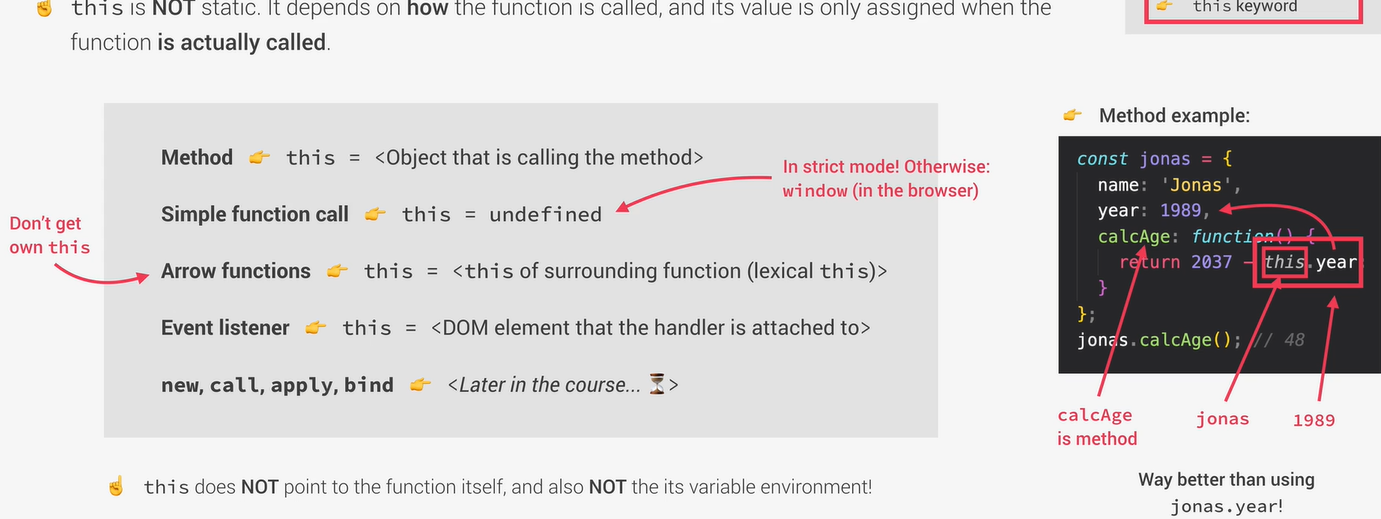 ☝️ this is NOT static. It depends on how the function is called, and its value is only assigned when the
function is actually called.
👉 this keyword
Method 👉 this = <Object that is calling the method>
In strict mode! Otherwise:
window (in the browser)
Simple function call 👉 this = undefined
Don't get
own this
Arrow functions 👉 this = <this of surrounding function (lexical this)>
Event listener 👉 this = <DOM element that the handler is attached to>
new, call, apply, bind 👉 <Later in the course... ⏳>
☝️ this does NOT point to the function itself, and also NOT the its variable environment!
👉 Method example:
const jonas = {
name: 'Jonas',
year: 1989,
calcAge: function() {
return 2037 - this.year;
}
};
jonas.calcAge(); // 48
calcAge
is method
jonas
1989
Way better than using
jonas.year!